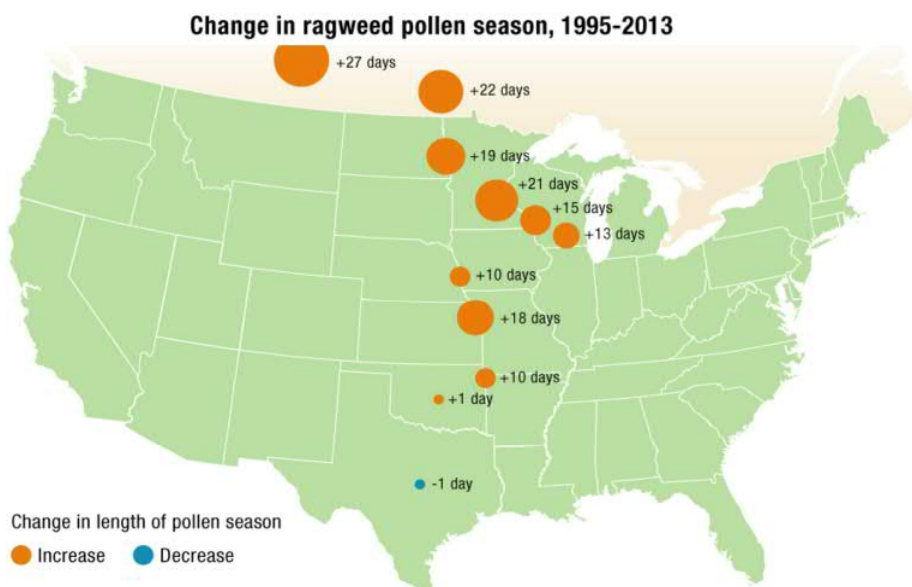 Change in ragweed pollen season, 1995-2013
+27 days
+22 days
+19 days
+21 days
+15 days
+13 days
+10 days
+18 days
+10 days
+1 day
-1 day
Change in length of pollen season
Increase
Decrease